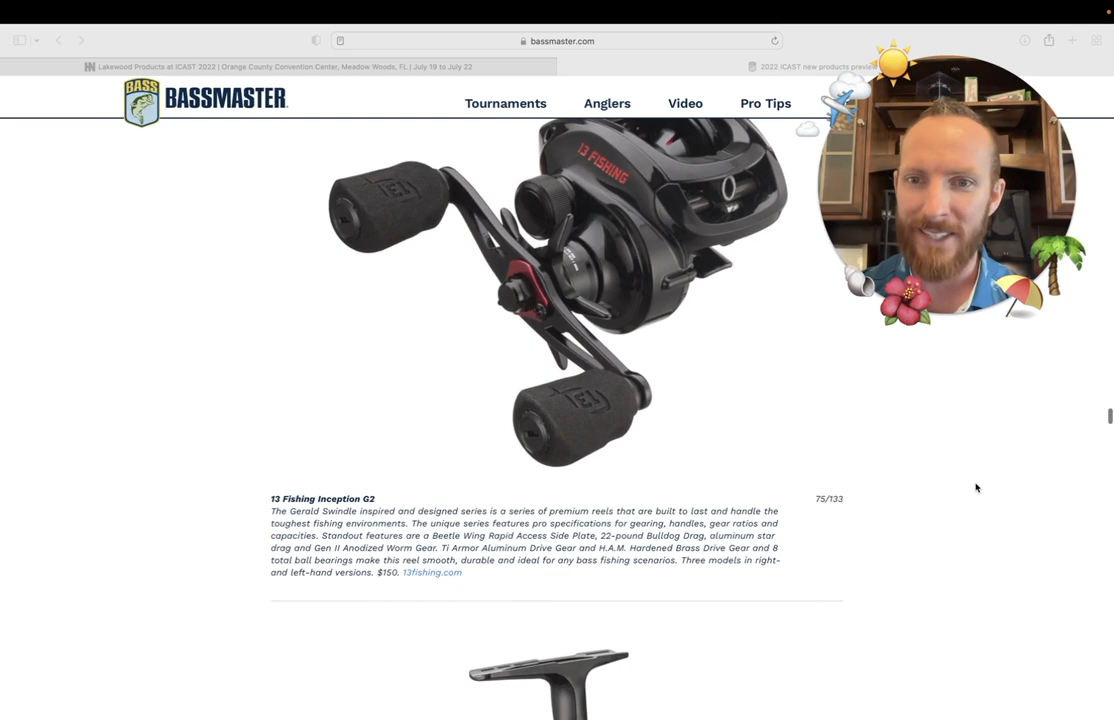 bassmaster.com
Lakewood Products at ICAST 2022 | Orange County Convention Center, Meadow Woods, FL | July 19 to July 22
2022 ICAST new products preview
BASS
BASSMASTER
Tournaments Anglers Video Pro Tips
13 FISHING
13 Fishing Inception G2 75/133
The Gerald Swindle inspired and designed series is a series of premium reels that are built to last and handle the
toughest fishing environments. The unique series features pro specifications for gearing, handles, gear ratios and
capacities. Standout features are a Beetle Wing Rapid Access Side Plate, 22-pound Bulldog Drag, aluminum star
drag and Gen II Anodized Worm Gear. Ti Armor Aluminum Drive Gear and H.A.M. Hardened Brass Drive Gear and 8
total ball bearings make this reel smooth, durable and ideal for any bass fishing scenarios. Three models in right-
and left-hand versions. $150. 13fishing.com